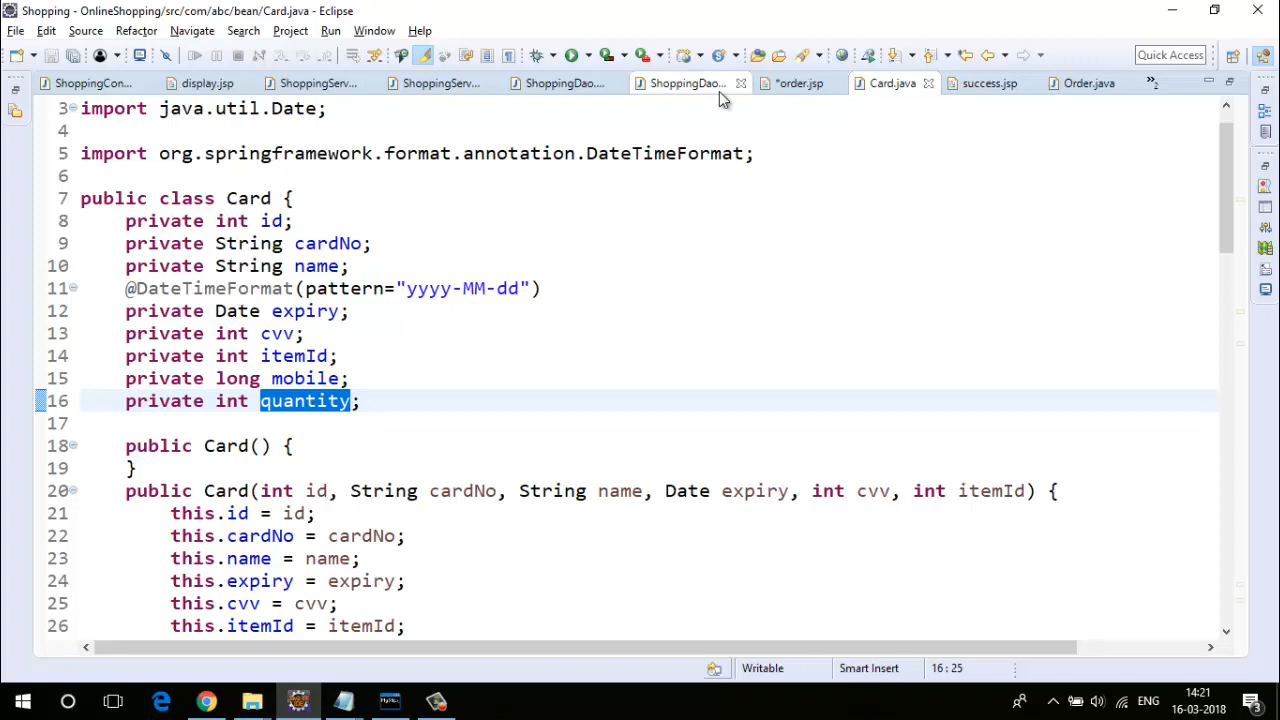 Shopping - OnlineShopping/src/com/abc/bean/Card.java - Eclipse
File Edit Source Refactor Navigate Search Project Run Window Help
Quick Access
ShoppingCon... display.jsp ShoppingServ... ShoppingServ... ShoppingDao.... ShoppingDao... *order.jsp Card.java success.jsp Order.java »2
3 import java.util.Date;
4
5 import org.springframework.format.annotation.DateTimeFormat;
6
7 public class Card {
8 private int id;
9 private String cardNo;
10 private String name;
11 @DateTimeFormat(pattern="yyyy-MM-dd")
12 private Date expiry;
13 private int cvv;
14 private int itemId;
15 private long mobile;
16 private int quantity;
17
18 public Card() {
19 }
20 public Card(int id, String cardNo, String name, Date expiry, int cvv, int itemId) {
21 this.id = id;
22 this.cardNo = cardNo;
23 this.name = name;
24 this.expiry = expiry;
25 this.cvv = cvv;
26 this.itemId = itemId;
Writable Smart Insert 16 : 25
ENG 14:21
16-03-2018
3